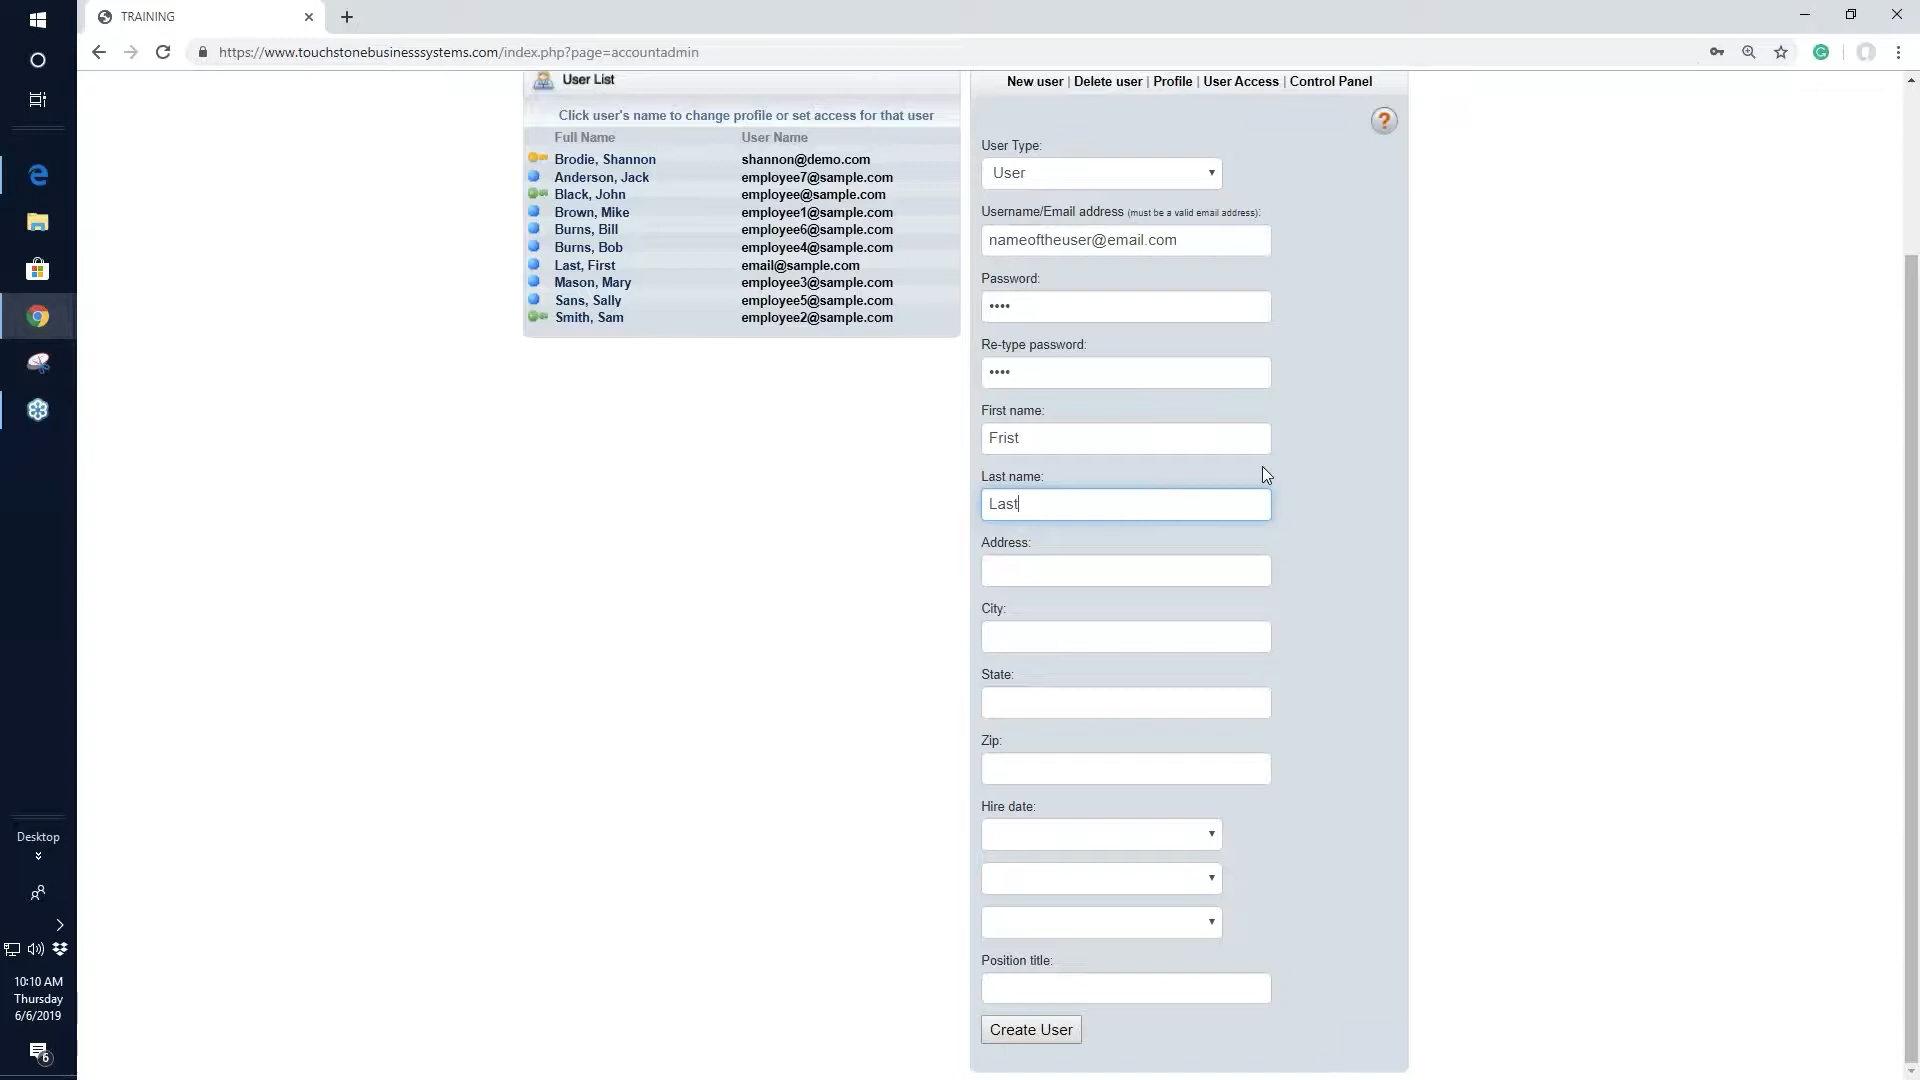 TRAINING
https://www.touchstonebusinesssystems.com/index.php?page=accountadmin
User List
Click user's name to change profile or set access for that user
Full Name User Name
Brodie, Shannon shannon@demo.com
Anderson, Jack employee7@sample.com
Black, John employee@sample.com
Brown, Mike employee1@sample.com
Burns, Bill employee6@sample.com
Burns, Bob employee4@sample.com
Last, First email@sample.com
Mason, Mary employee3@sample.com
Sans, Sally employee5@sample.com
Smith, Sam employee2@sample.com
New user | Delete user | Profile | User Access | Control Panel
?
User Type:
User
Username/Email address (must be a valid email address):
nameoftheuser@email.com
Password:
••••
Re-type password:
••••
First name:
Frist
Last name:
Last
Address:
City:
State:
Zip:
Hire date:
Position title:
Create User
Desktop
10:10 AM
Thursday
6/6/2019
6